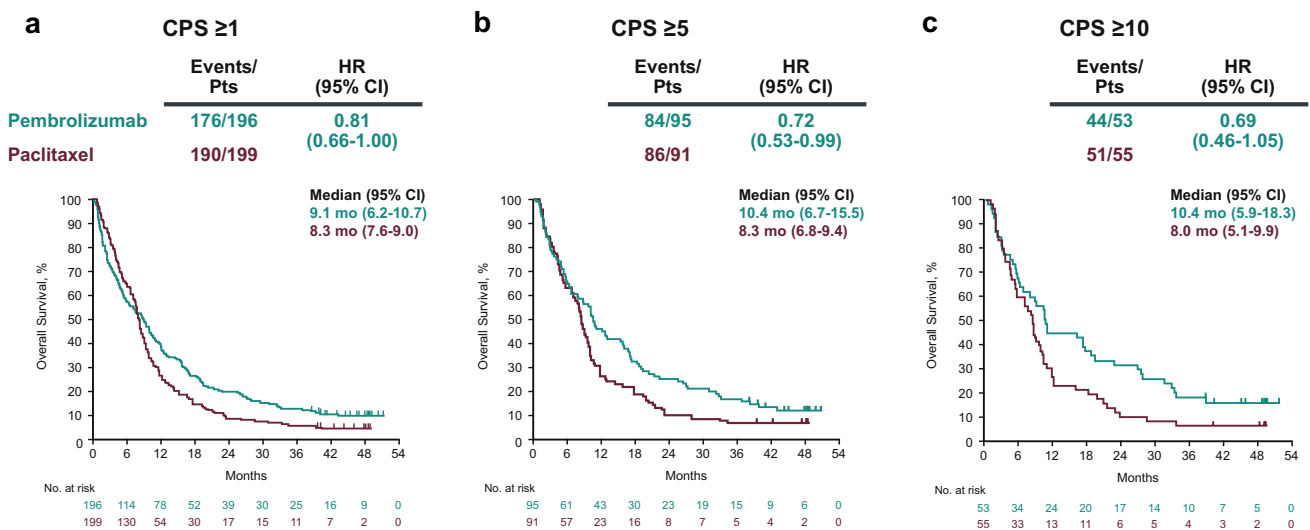 a
CPS ≥1
Events/ Pts
HR (95% CI)
Pembrolizumab 176/196 0.81 (0.66-1.00)
Paclitaxel 190/199
Median (95% CI)
9.1 mo (6.2-10.7)
8.3 mo (7.6-9.0)
Overall Survival, %
100
90
80
70
60
50
40
30
20
10
0
0 6 12 18 24 30 36 42 48 54
Months
No. at risk
196 114 78 52 39 30 25 16 9 0
199 130 54 30 17 15 11 7 2 0
b
CPS ≥5
Events/ Pts
HR (95% CI)
84/95 0.72 (0.53-0.99)
86/91
Median (95% CI)
10.4 mo (6.7-15.5)
8.3 mo (6.8-9.4)
Overall Survival, %
100
90
80
70
60
50
40
30
20
10
0
0 6 12 18 24 30 36 42 48 54
Months
No. at risk
95 61 43 30 23 19 15 9 6 0
91 57 23 16 8 7 5 4 2 0
c
CPS ≥10
Events/ Pts
HR (95% CI)
44/53 0.69 (0.46-1.05)
51/55
Median (95% CI)
10.4 mo (5.9-18.3)
8.0 mo (5.1-9.9)
Overall Survival, %
100
90
80
70
60
50
40
30
20
10
0
0 6 12 18 24 30 36 42 48 54
Months
No. at risk
53 34 24 20 17 14 10 7 5 0
55 33 13 11 6 5 4 3 2 0